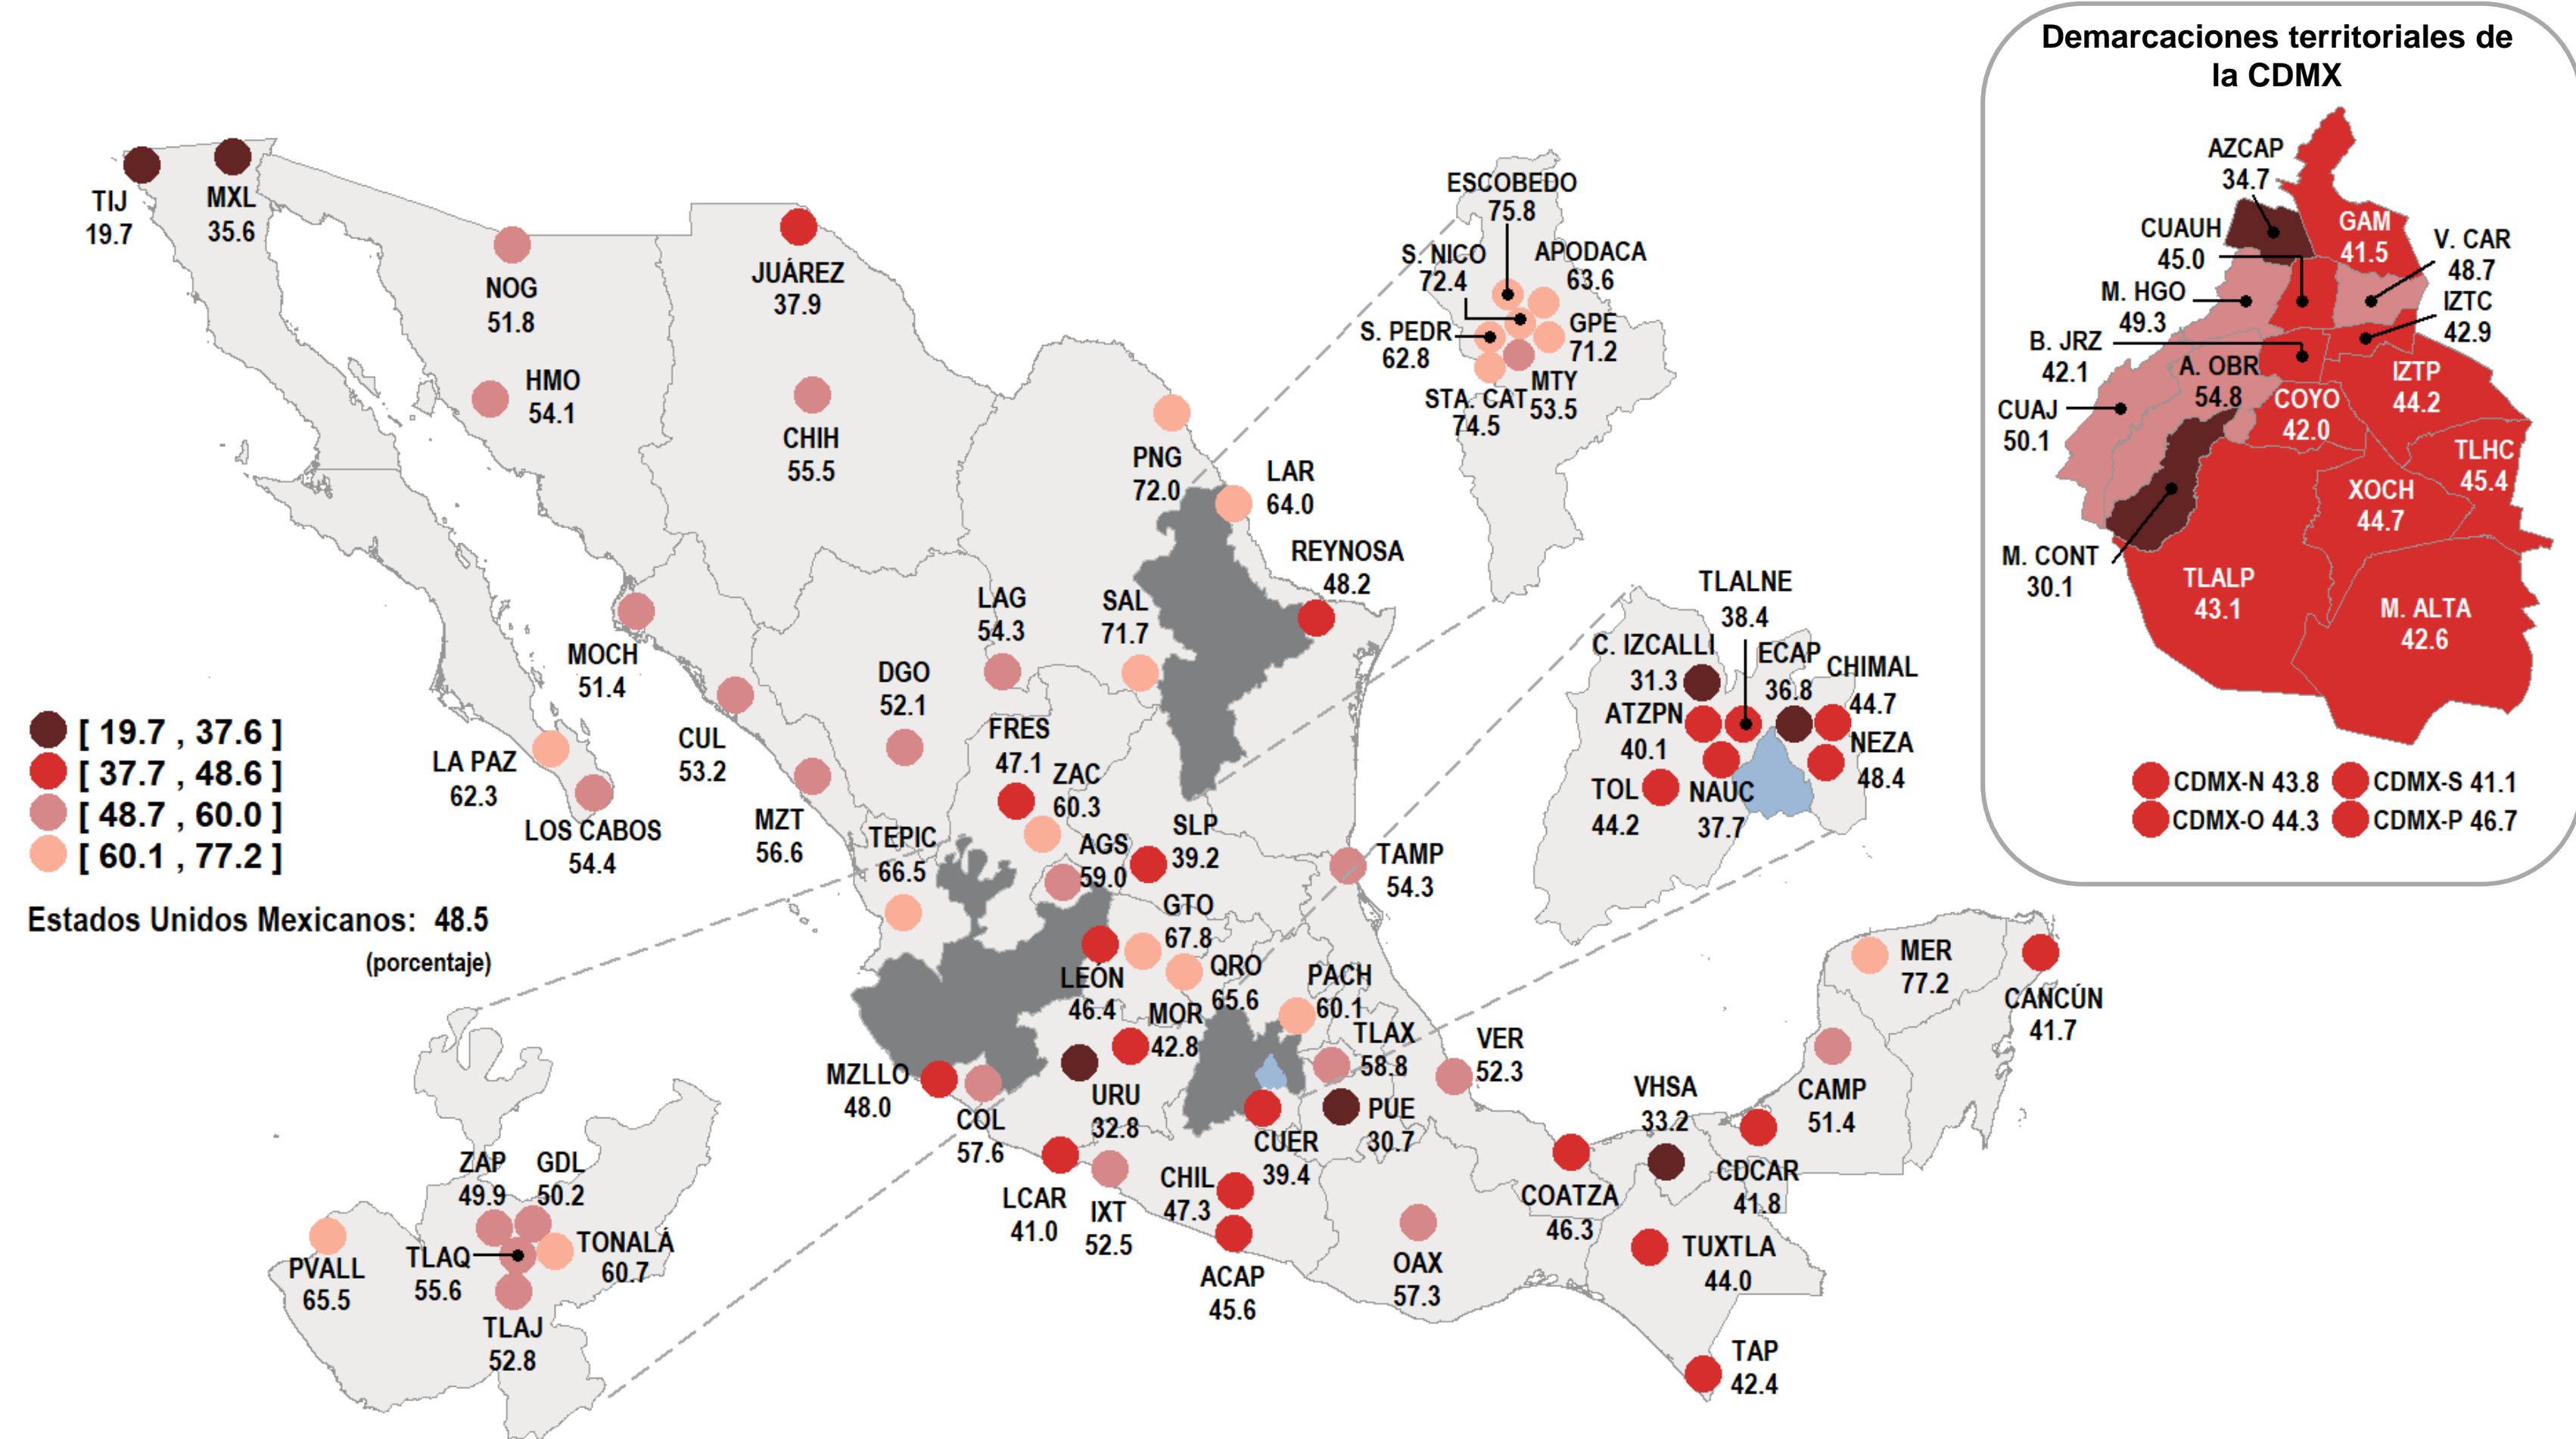 Demarcaciones territoriales de
la CDMX
AZCAP
34.7
CUAUH
45.0
GAM
41.5
V. CAR
48.7
M. HGO
49.3
IZTC
42.9
B. JRZ
42.1
A. OBR
54.8
IZTP
44.2
CUAJ
50.1
COYO
42.0
TLHC
45.4
XOCH
44.7
M. CONT
30.1
TLALP
43.1
M. ALTA
42.6
CDMX-N 43.8
CDMX-S 41.1
CDMX-O 44.3
CDMX-P 46.7
TIJ
19.7
MXL
35.6
NOG
51.8
JUÁREZ
37.9
HMO
54.1
CHIH
55.5
ESCOBEDO
75.8
S. NICO
72.4
APODACA
63.6
S. PEDR
62.8
GPE
71.2
STA. CAT
74.5
MTY
53.5
PNG
72.0
LAR
64.0
REYNOSA
48.2
LAG
54.3
SAL
71.7
MOCH
51.4
DGO
52.1
CUL
53.2
FRES
47.1
ZAC
60.3
LA PAZ
62.3
LOS CABOS
54.4
MZT
56.6
TEPIC
66.5
AGS
59.0
SLP
39.2
TAMP
54.3
TLALNE
38.4
C. IZCALLI
31.3
ECAP
36.8
CHIMAL
44.7
ATZPN
40.1
NEZA
48.4
TOL
44.2
NAUC
37.7
[ 19.7 , 37.6 ]
[ 37.7 , 48.6 ]
[ 48.7 , 60.0 ]
[ 60.1 , 77.2 ]
Estados Unidos Mexicanos: 48.5
(porcentaje)
GTO
67.8
LEÓN
46.4
QRO
65.6
PACH
60.1
MOR
42.8
TLAX
58.8
VER
52.3
MER
77.2
CANCÚN
41.7
MZLLO
48.0
COL
57.6
URU
32.8
CUER
39.4
PUE
30.7
VHSA
33.2
CAMP
51.4
CDCAR
41.8
LCAR
41.0
IXT
52.5
CHIL
47.3
ACAP
45.6
OAX
57.3
COATZA
46.3
TUXTLA
44.0
TAP
42.4
ZAP
49.9
GDL
50.2
PVALL
65.5
TLAQ
55.6
TONALÁ
60.7
TLAJ
52.8